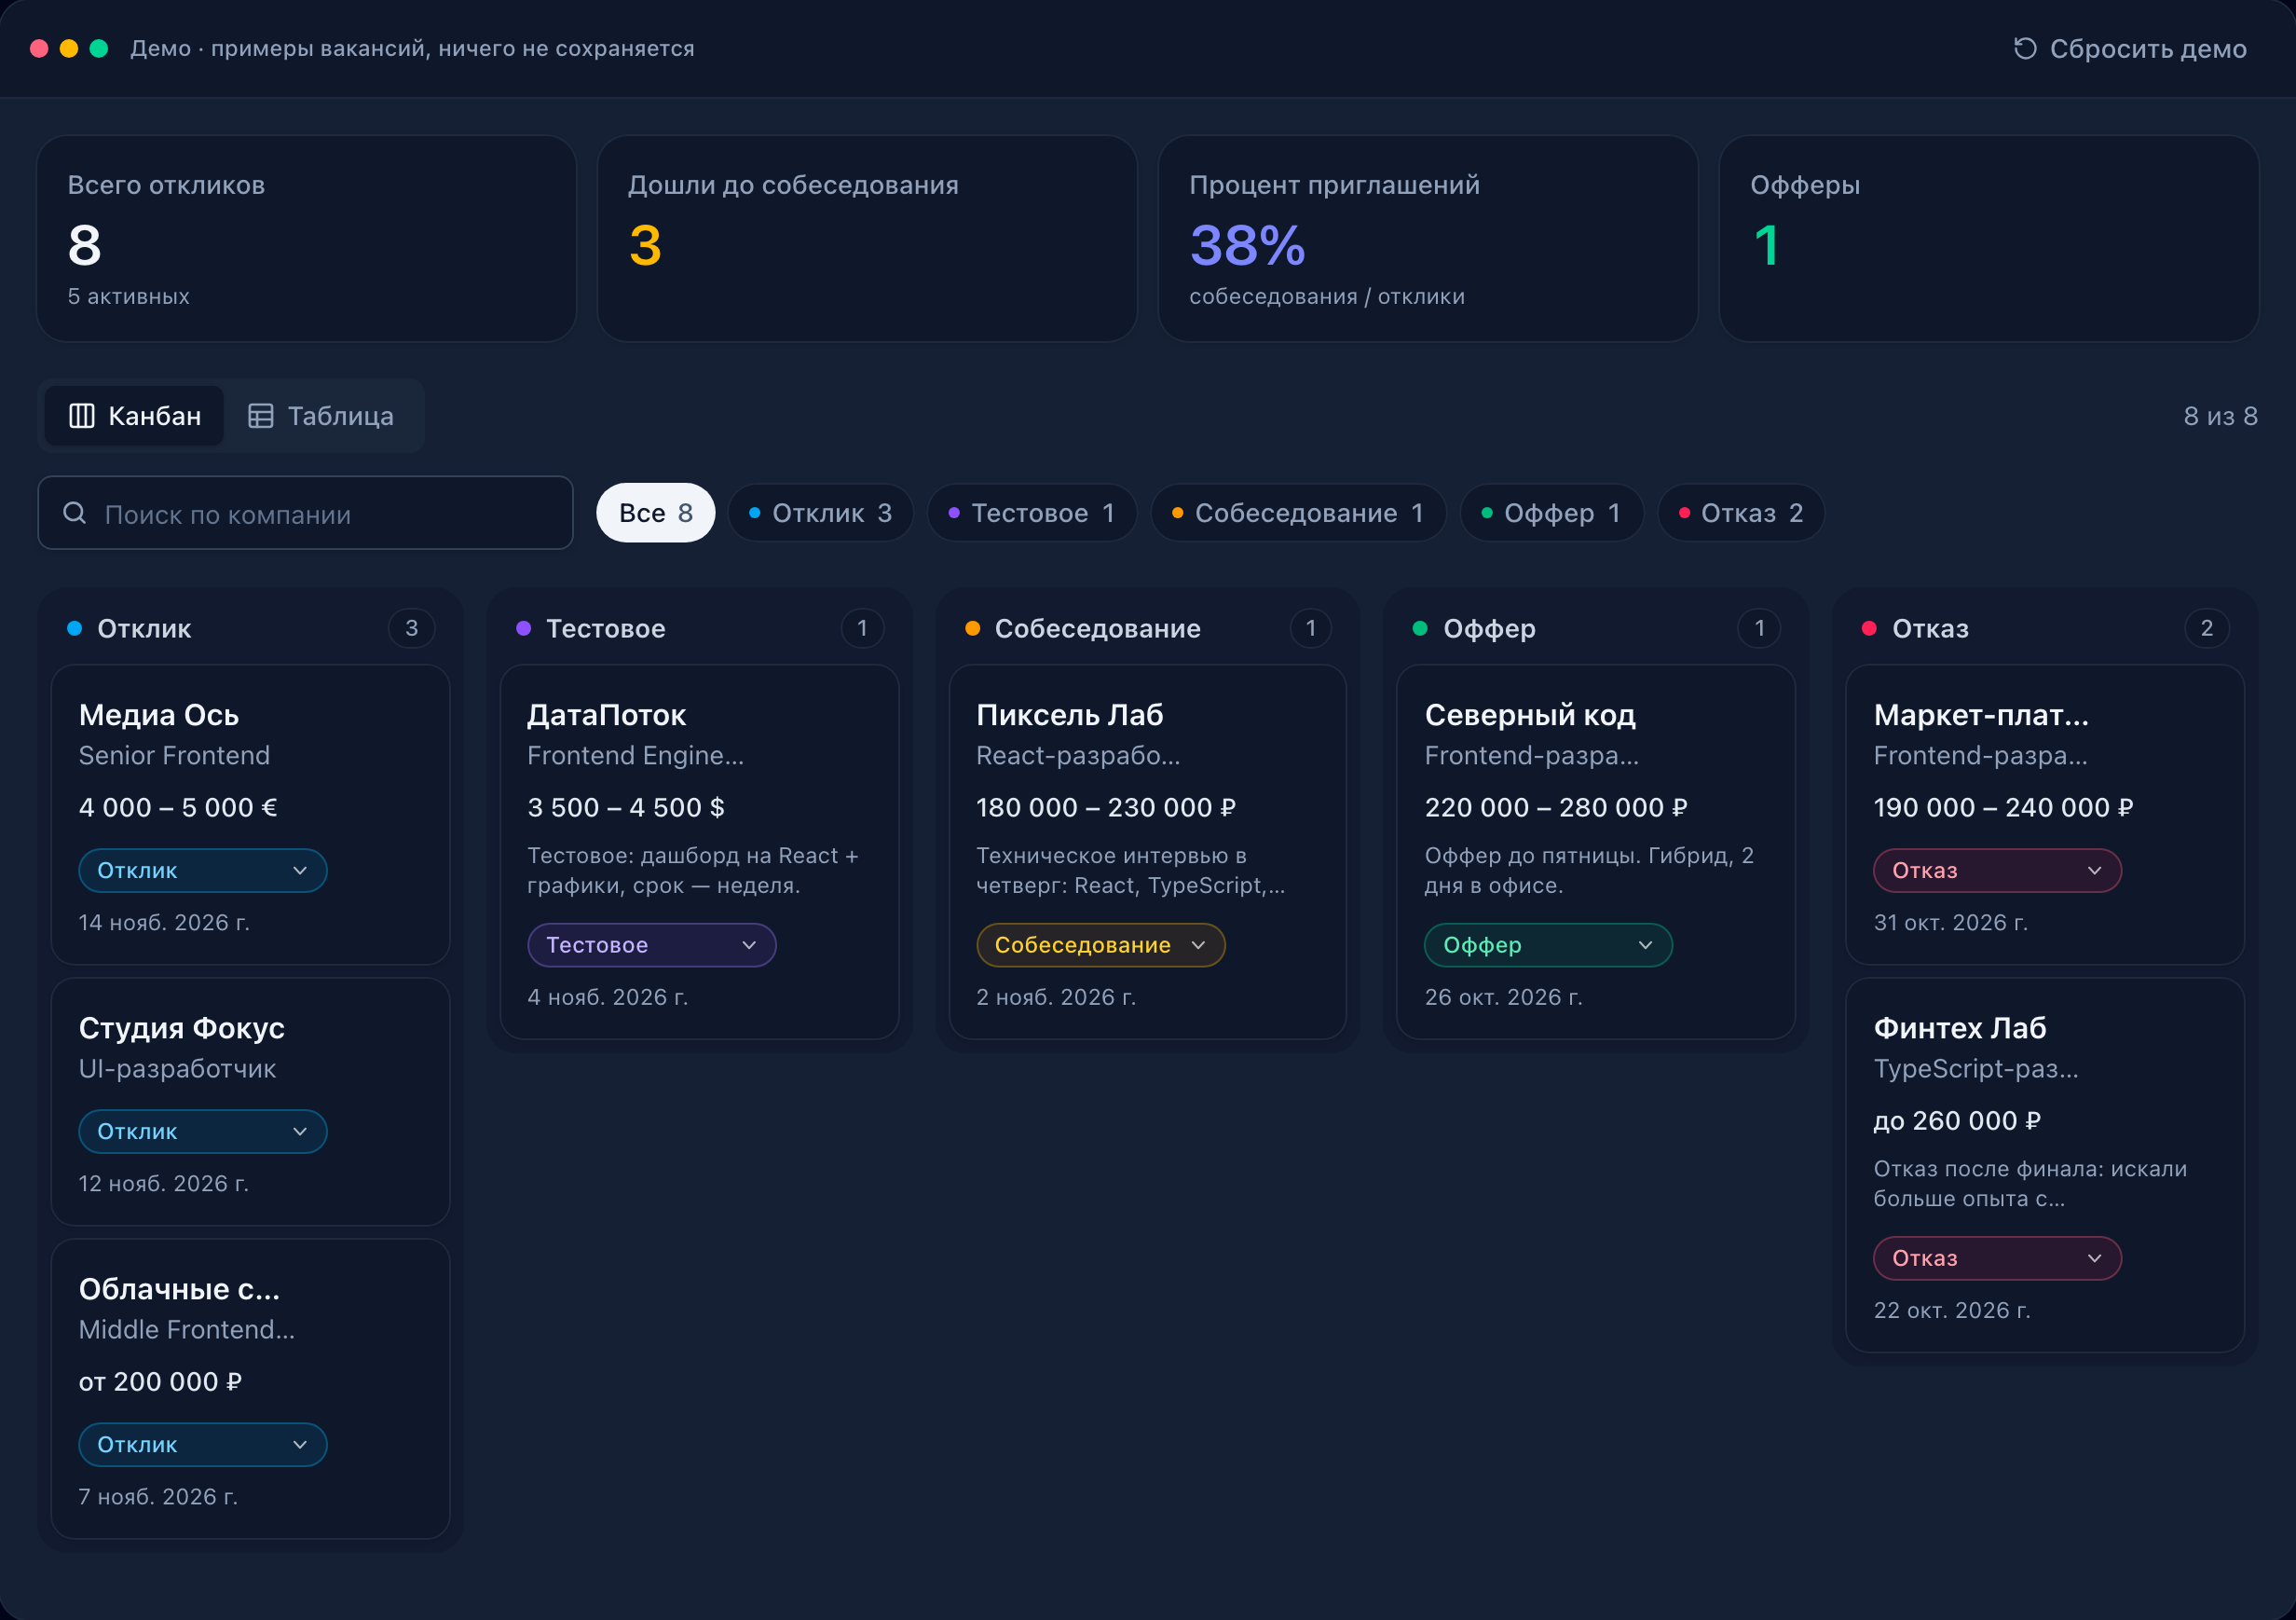 Демо · примеры вакансий, ничего не сохраняется
Сбросить демо
Всего откликов
8
5 активных
Дошли до собеседования
3
Процент приглашений
38%
собеседования / отклики
Офферы
1
Канбан
Таблица
8 из 8
Поиск по компании
Все 8
Отклик 3
Тестовое 1
Собеседование 1
Оффер 1
Отказ 2
Отклик 3
Медиа Ось
Senior Frontend
4 000 – 5 000 €
Отклик
14 нояб. 2026 г.
Студия Фокус
UI-разработчик
Отклик
12 нояб. 2026 г.
Облачные с...
Middle Frontend...
от 200 000 ₽
Отклик
7 нояб. 2026 г.
Тестовое 1
ДатаПоток
Frontend Engine...
3 500 – 4 500 $
Тестовое: дашборд на React +
графики, срок — неделя.
Тестовое
4 нояб. 2026 г.
Собеседование 1
Пиксель Лаб
React-разрабо...
180 000 – 230 000 ₽
Техническое интервью в
четверг: React, TypeScript,...
Собеседование
2 нояб. 2026 г.
Оффер 1
Северный код
Frontend-разра...
220 000 – 280 000 ₽
Оффер до пятницы. Гибрид, 2
дня в офисе.
Оффер
26 окт. 2026 г.
Отказ 2
Маркет-плат...
Frontend-разра...
190 000 – 240 000 ₽
Отказ
31 окт. 2026 г.
Финтех Лаб
TypeScript-раз...
до 260 000 ₽
Отказ после финала: искали
больше опыта с...
Отказ
22 окт. 2026 г.